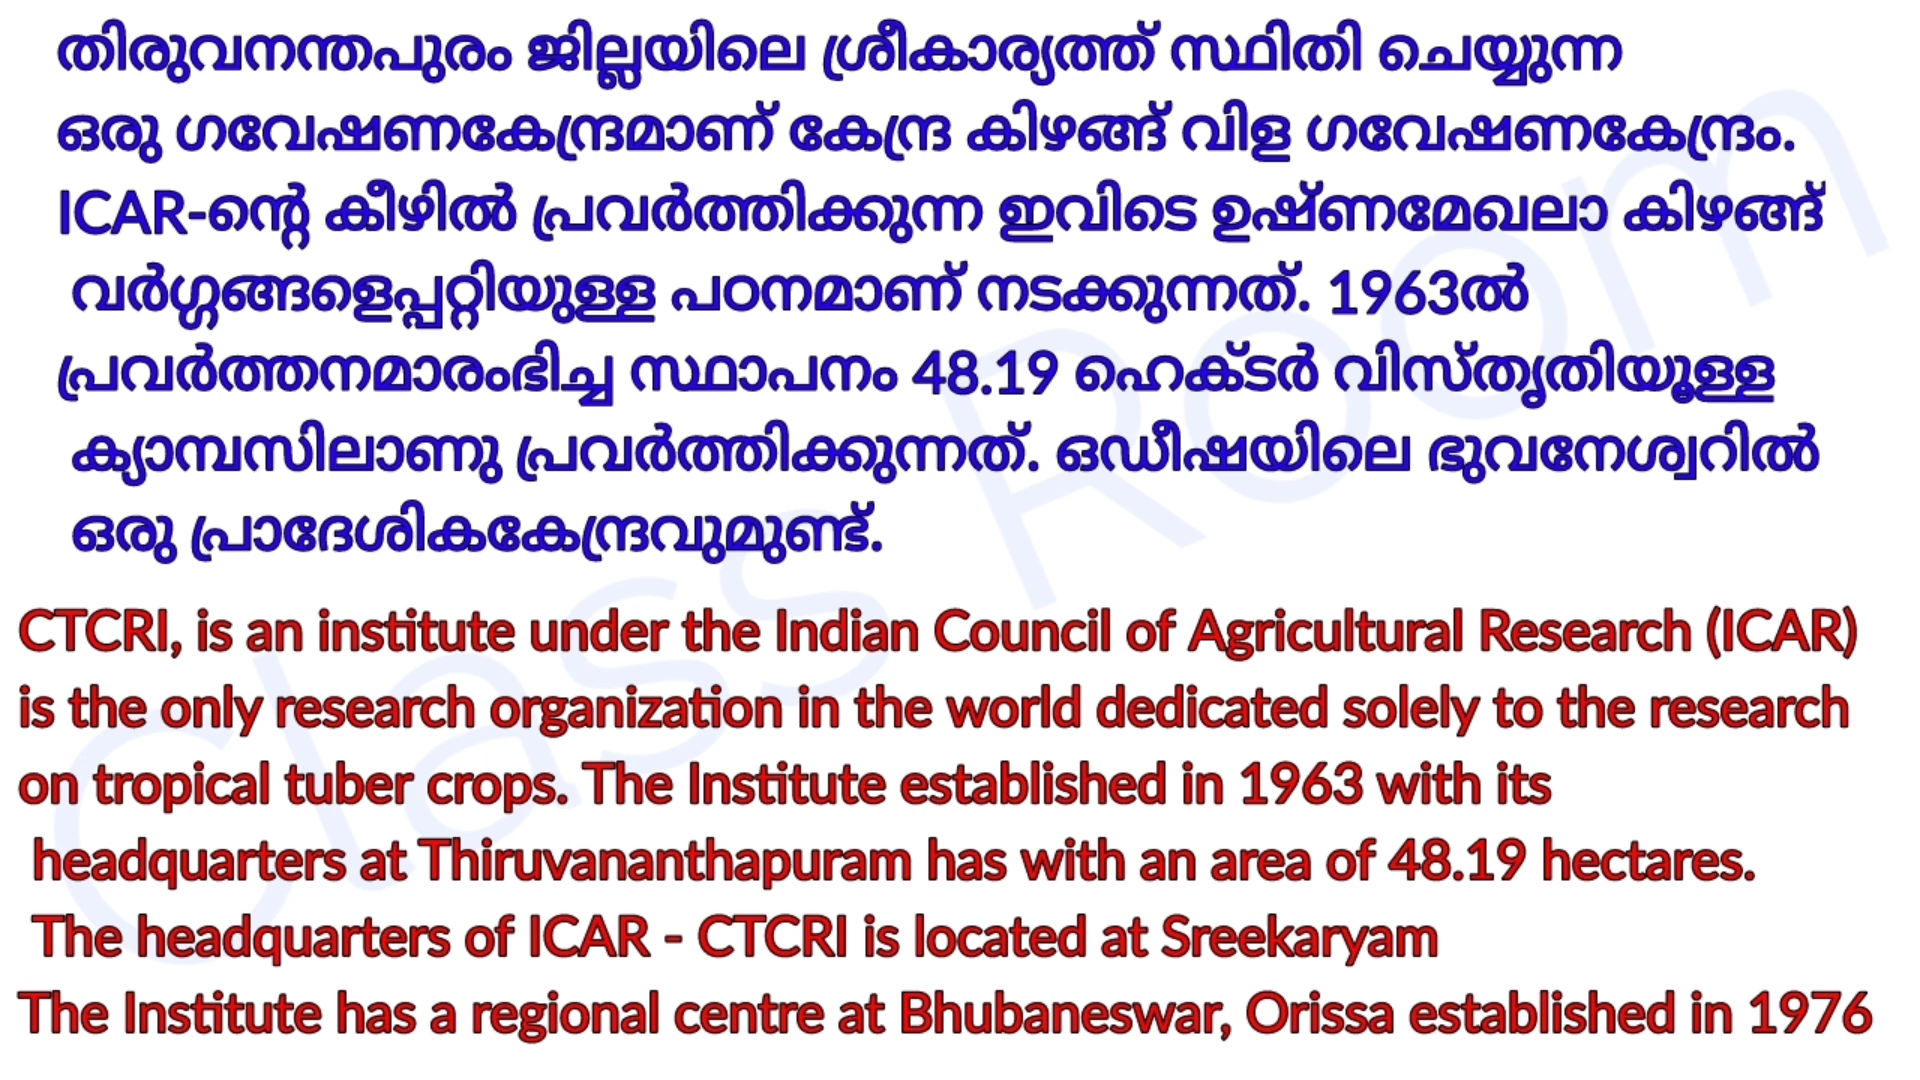 തിരുവനന്തപുരം ജില്ലയിലെ ശ്രീകാര്യത്ത് സ്ഥിതി ചെയ്യുന്ന
ഒരു ഗവേഷണകേന്ദ്രമാണ് കേന്ദ്ര കിഴങ്ങ് വിള ഗവേഷണകേന്ദ്രം.
ICAR-ന്റെ കീഴിൽ പ്രവർത്തിക്കുന്ന ഇവിടെ ഉഷ്ണമേഖലാ കിഴങ്ങ്
വർഗ്ഗങ്ങളെപ്പറ്റിയുള്ള പഠനമാണ് നടക്കുന്നത്. 1963ൽ
പ്രവർത്തനമാരംഭിച്ച സ്ഥാപനം 48.19 ഹെക്ടർ വിസ്തൃതിയൂള്ള
ക്യാമ്പസിലാണു പ്രവർത്തിക്കുന്നത്. ഒഡീഷയിലെ ഭുവനേശ്വറിൽ
ഒരു പ്രാദേശികകേന്ദ്രവുമുണ്ട്.
CTCRI, is an institute under the Indian Council of Agricultural Research (ICAR)
is the only research organization in the world dedicated solely to the research
on tropical tuber crops. The Institute established in 1963 with its
headquarters at Thiruvananthapuram has with an area of 48.19 hectares.
The headquarters of ICAR - CTCRI is located at Sreekaryam
The Institute has a regional centre at Bhubaneswar, Orissa established in 1976
Class Room